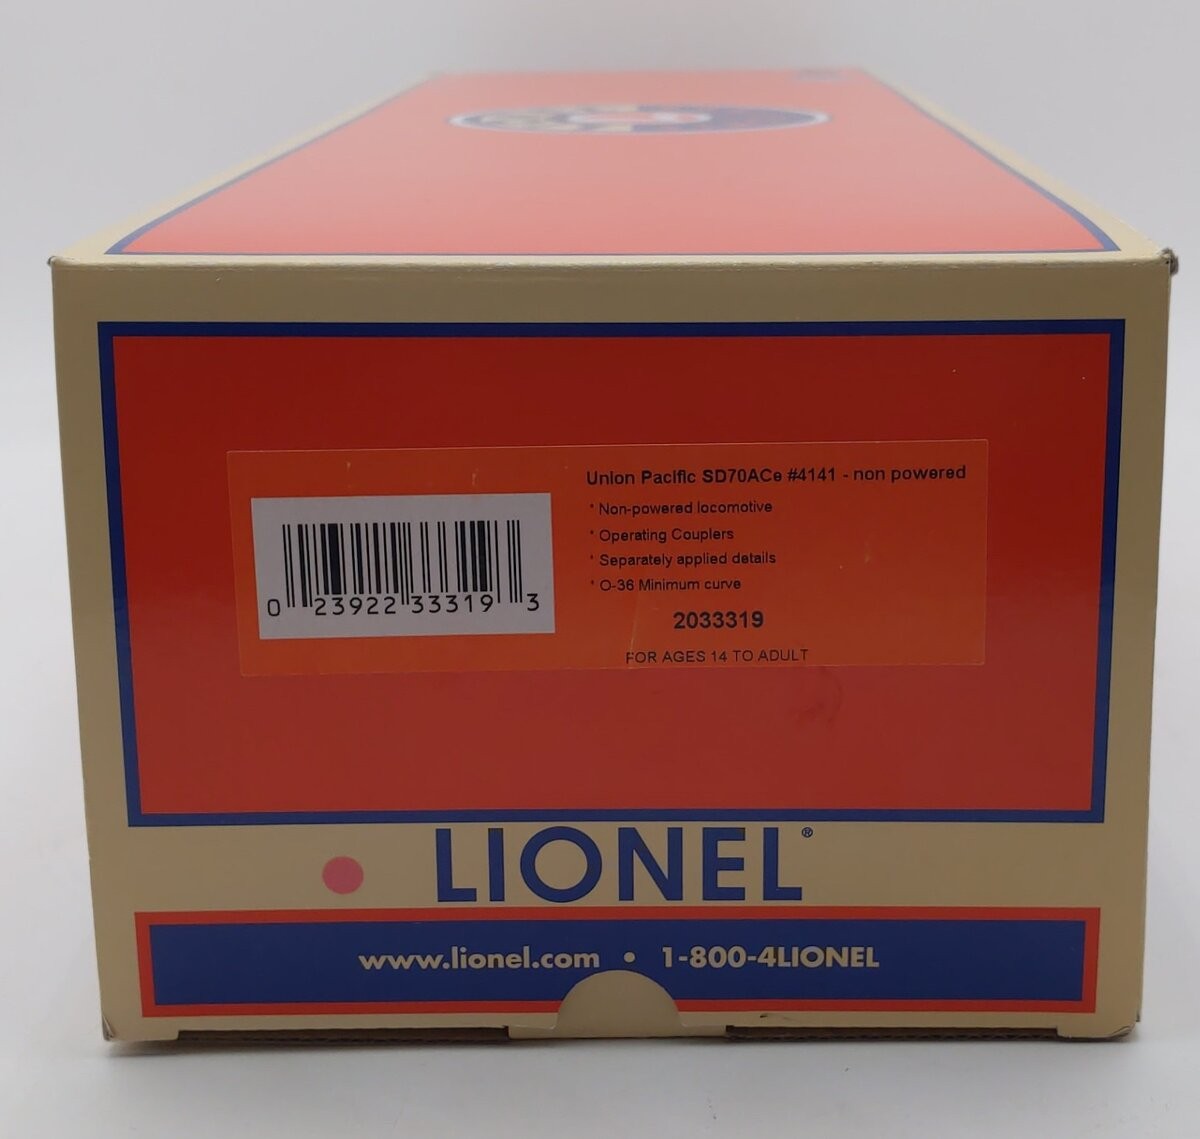 Union Pacific SD70ACe #4141 - non powered
* Non-powered locomotive
* Operating Couplers
* Separately applied details
* O-36 Minimum curve
2033319
FOR AGES 14 TO ADULT
0 23922 33319 3
LIONEL®
www.lionel.com • 1-800-4LIONEL